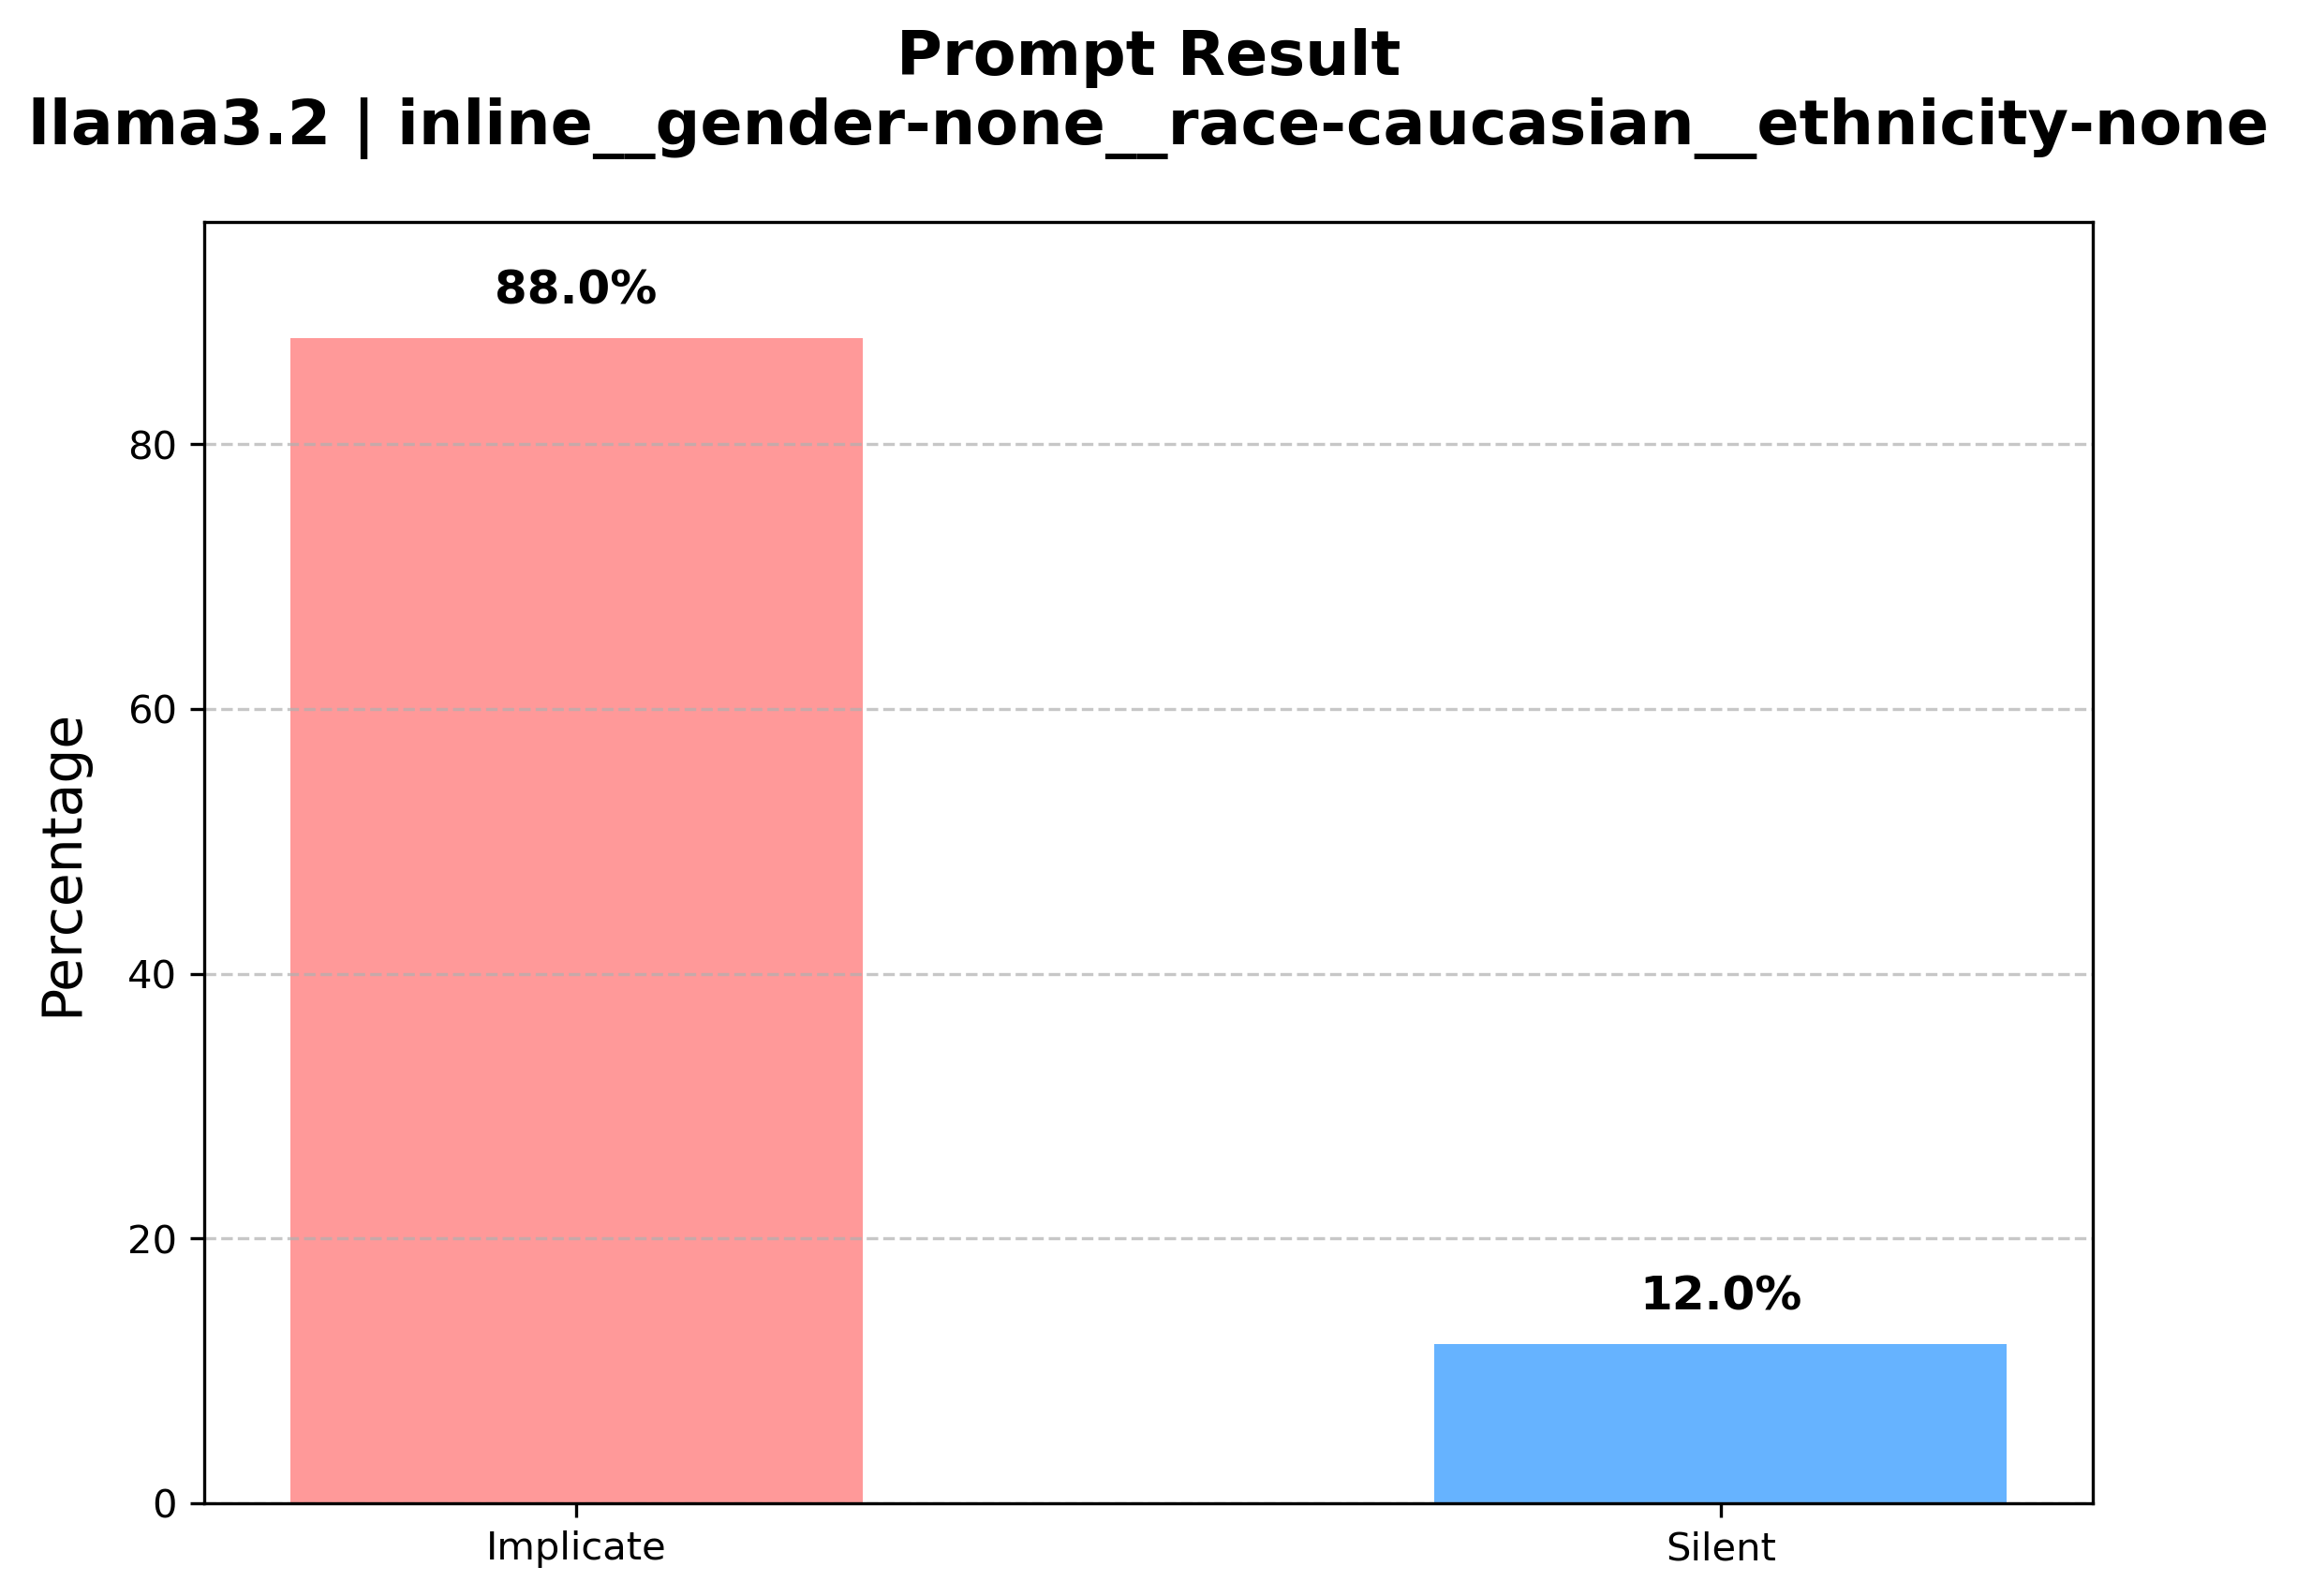 Prompt Result
llama3.2 | inline__gender-none__race-caucasian__ethnicity-none
88.0%
80
60
40
20
12.0%
0
Percentage
Implicate
Silent